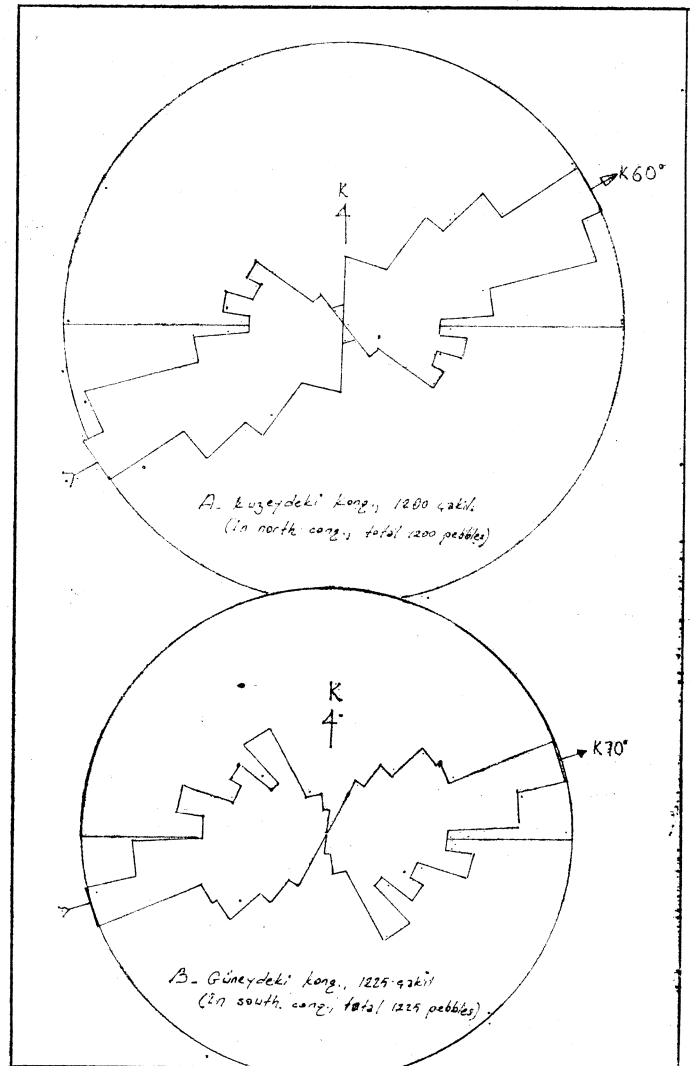 K
K60°
A- Kuzeydeki kong., 1200 çakıl.
(in north cong., total 1200 pebbles)
K
K70°
B- Güneydeki kong., 1225 çakıl
(in south. cong., total 1225 pebbles)